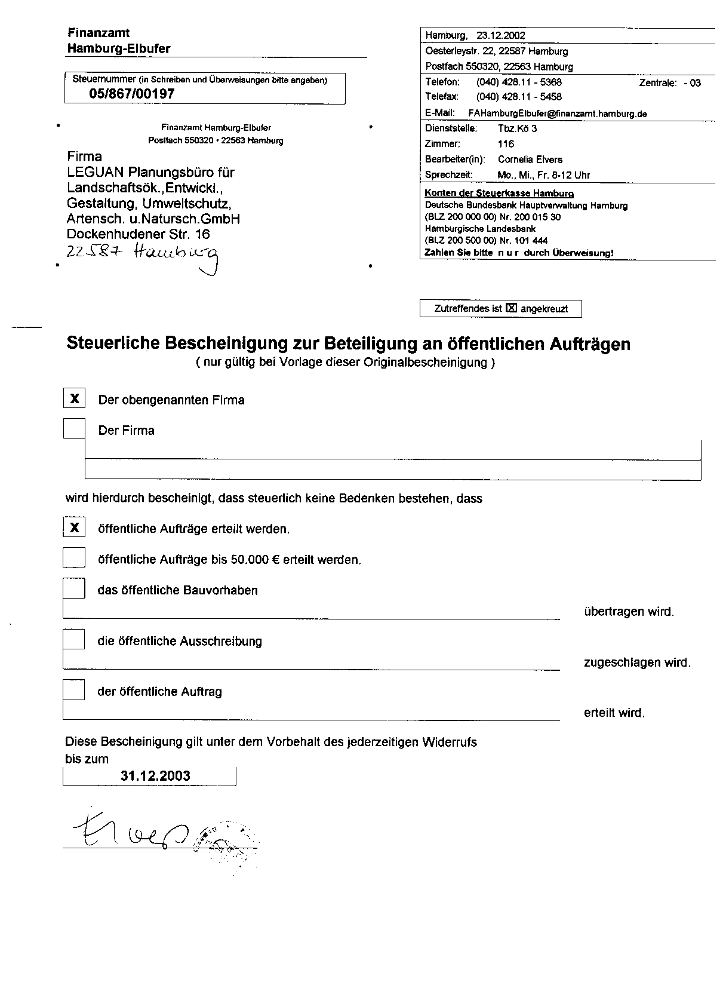 Finanzamt
Hamburg-Elbufer
Steuernummer (in Schreiben und Überweisungen bitte angeben)
05/867/00197
Finanzamt Hamburg-Elbufer
Postfach 550320 • 22563 Hamburg
Firma
LEGUAN Planungsbüro für
Landschaftsök.,Entwickl.,
Gestaltung, Umweltschutz,
Artensch. u.Natursch.GmbH
Dockenhudener Str. 16
22587 Hamburg
Hamburg, 23.12.2002
Oesterleystr. 22, 22587 Hamburg
Postfach 550320, 22563 Hamburg
Telefon: (040) 428.11 - 5368 Zentrale: - 03
Telefax: (040) 428.11 - 5458
E-Mail: FAHamburgElbufer@finanzamt.hamburg.de
Dienststelle: Tbz.Kö 3
Zimmer: 116
Bearbeiter(in): Cornelia Elvers
Sprechzeit: Mo., Mi., Fr. 8-12 Uhr
Konten der Steuerkasse Hamburg
Deutsche Bundesbank Hauptverwaltung Hamburg
(BLZ 200 000 00) Nr. 200 015 30
Hamburgische Landesbank
(BLZ 200 500 00) Nr. 101 444
Zahlen Sie bitte n u r durch Überweisung!
Zutreffendes ist X angekreuzt
Steuerliche Bescheinigung zur Beteiligung an öffentlichen Aufträgen
( nur gültig bei Vorlage dieser Originalbescheinigung )
X Der obengenannten Firma
Der Firma
wird hierdurch bescheinigt, dass steuerlich keine Bedenken bestehen, dass
X öffentliche Aufträge erteilt werden.
öffentliche Aufträge bis 50.000 € erteilt werden.
das öffentliche Bauvorhaben
übertragen wird.
die öffentliche Ausschreibung
zugeschlagen wird.
der öffentliche Auftrag
erteilt wird.
Diese Bescheinigung gilt unter dem Vorbehalt des jederzeitigen Widerrufs
bis zum
31.12.2003
Elvers